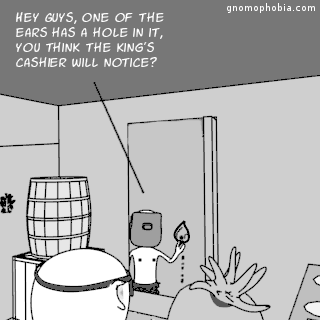 gnomophobia.com
HEY GUYS, ONE OF THE
EARS HAS A HOLE IN IT,
YOU THINK THE KING'S
CASHIER WILL NOTICE?